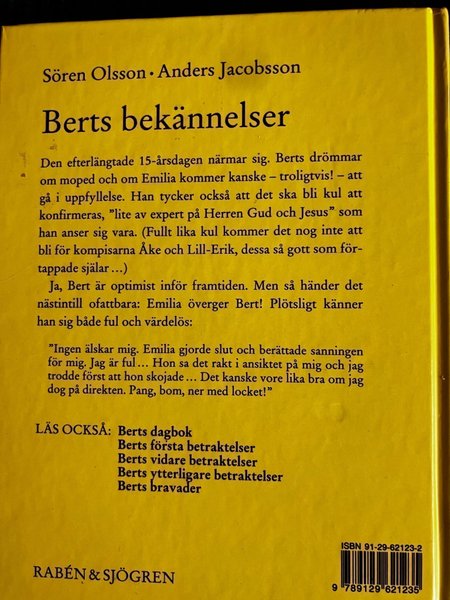 Sören Olsson • Anders Jacobsson
Berts bekännelser
Den efterlängtade 15-årsdagen närmar sig. Berts drömmar
om moped och om Emilia kommer kanske – troligtvis! – att
gå i uppfyllelse. Han tycker också att det ska bli kul att
konfirmeras, "lite av expert på Herren Gud och Jesus" som
han anser sig vara. (Fullt lika kul kommer det nog inte att
bli för kompisarna Åke och Lill-Erik, dessa så gott som för-
tappade själar ...)
Ja, Bert är optimist inför framtiden. Men så händer det
nästintill ofattbara: Emilia överger Bert! Plötsligt känner
han sig både ful och värdelös:
"Ingen älskar mig. Emilia gjorde slut och berättade sanningen
för mig. Jag är ful ... Hon sa det rakt i ansiktet på mig och jag
trodde först att hon skojade ... Det kanske vore lika bra om jag
dog på direkten. Pang, bom, ner med locket!"
LÄS OCKSÅ: Berts dagbok
Berts första betraktelser
Berts vidare betraktelser
Berts ytterligare betraktelser
Berts bravader
ISBN 91-29-62123-2
9 789129 621235
RABÉN & SJÖGREN